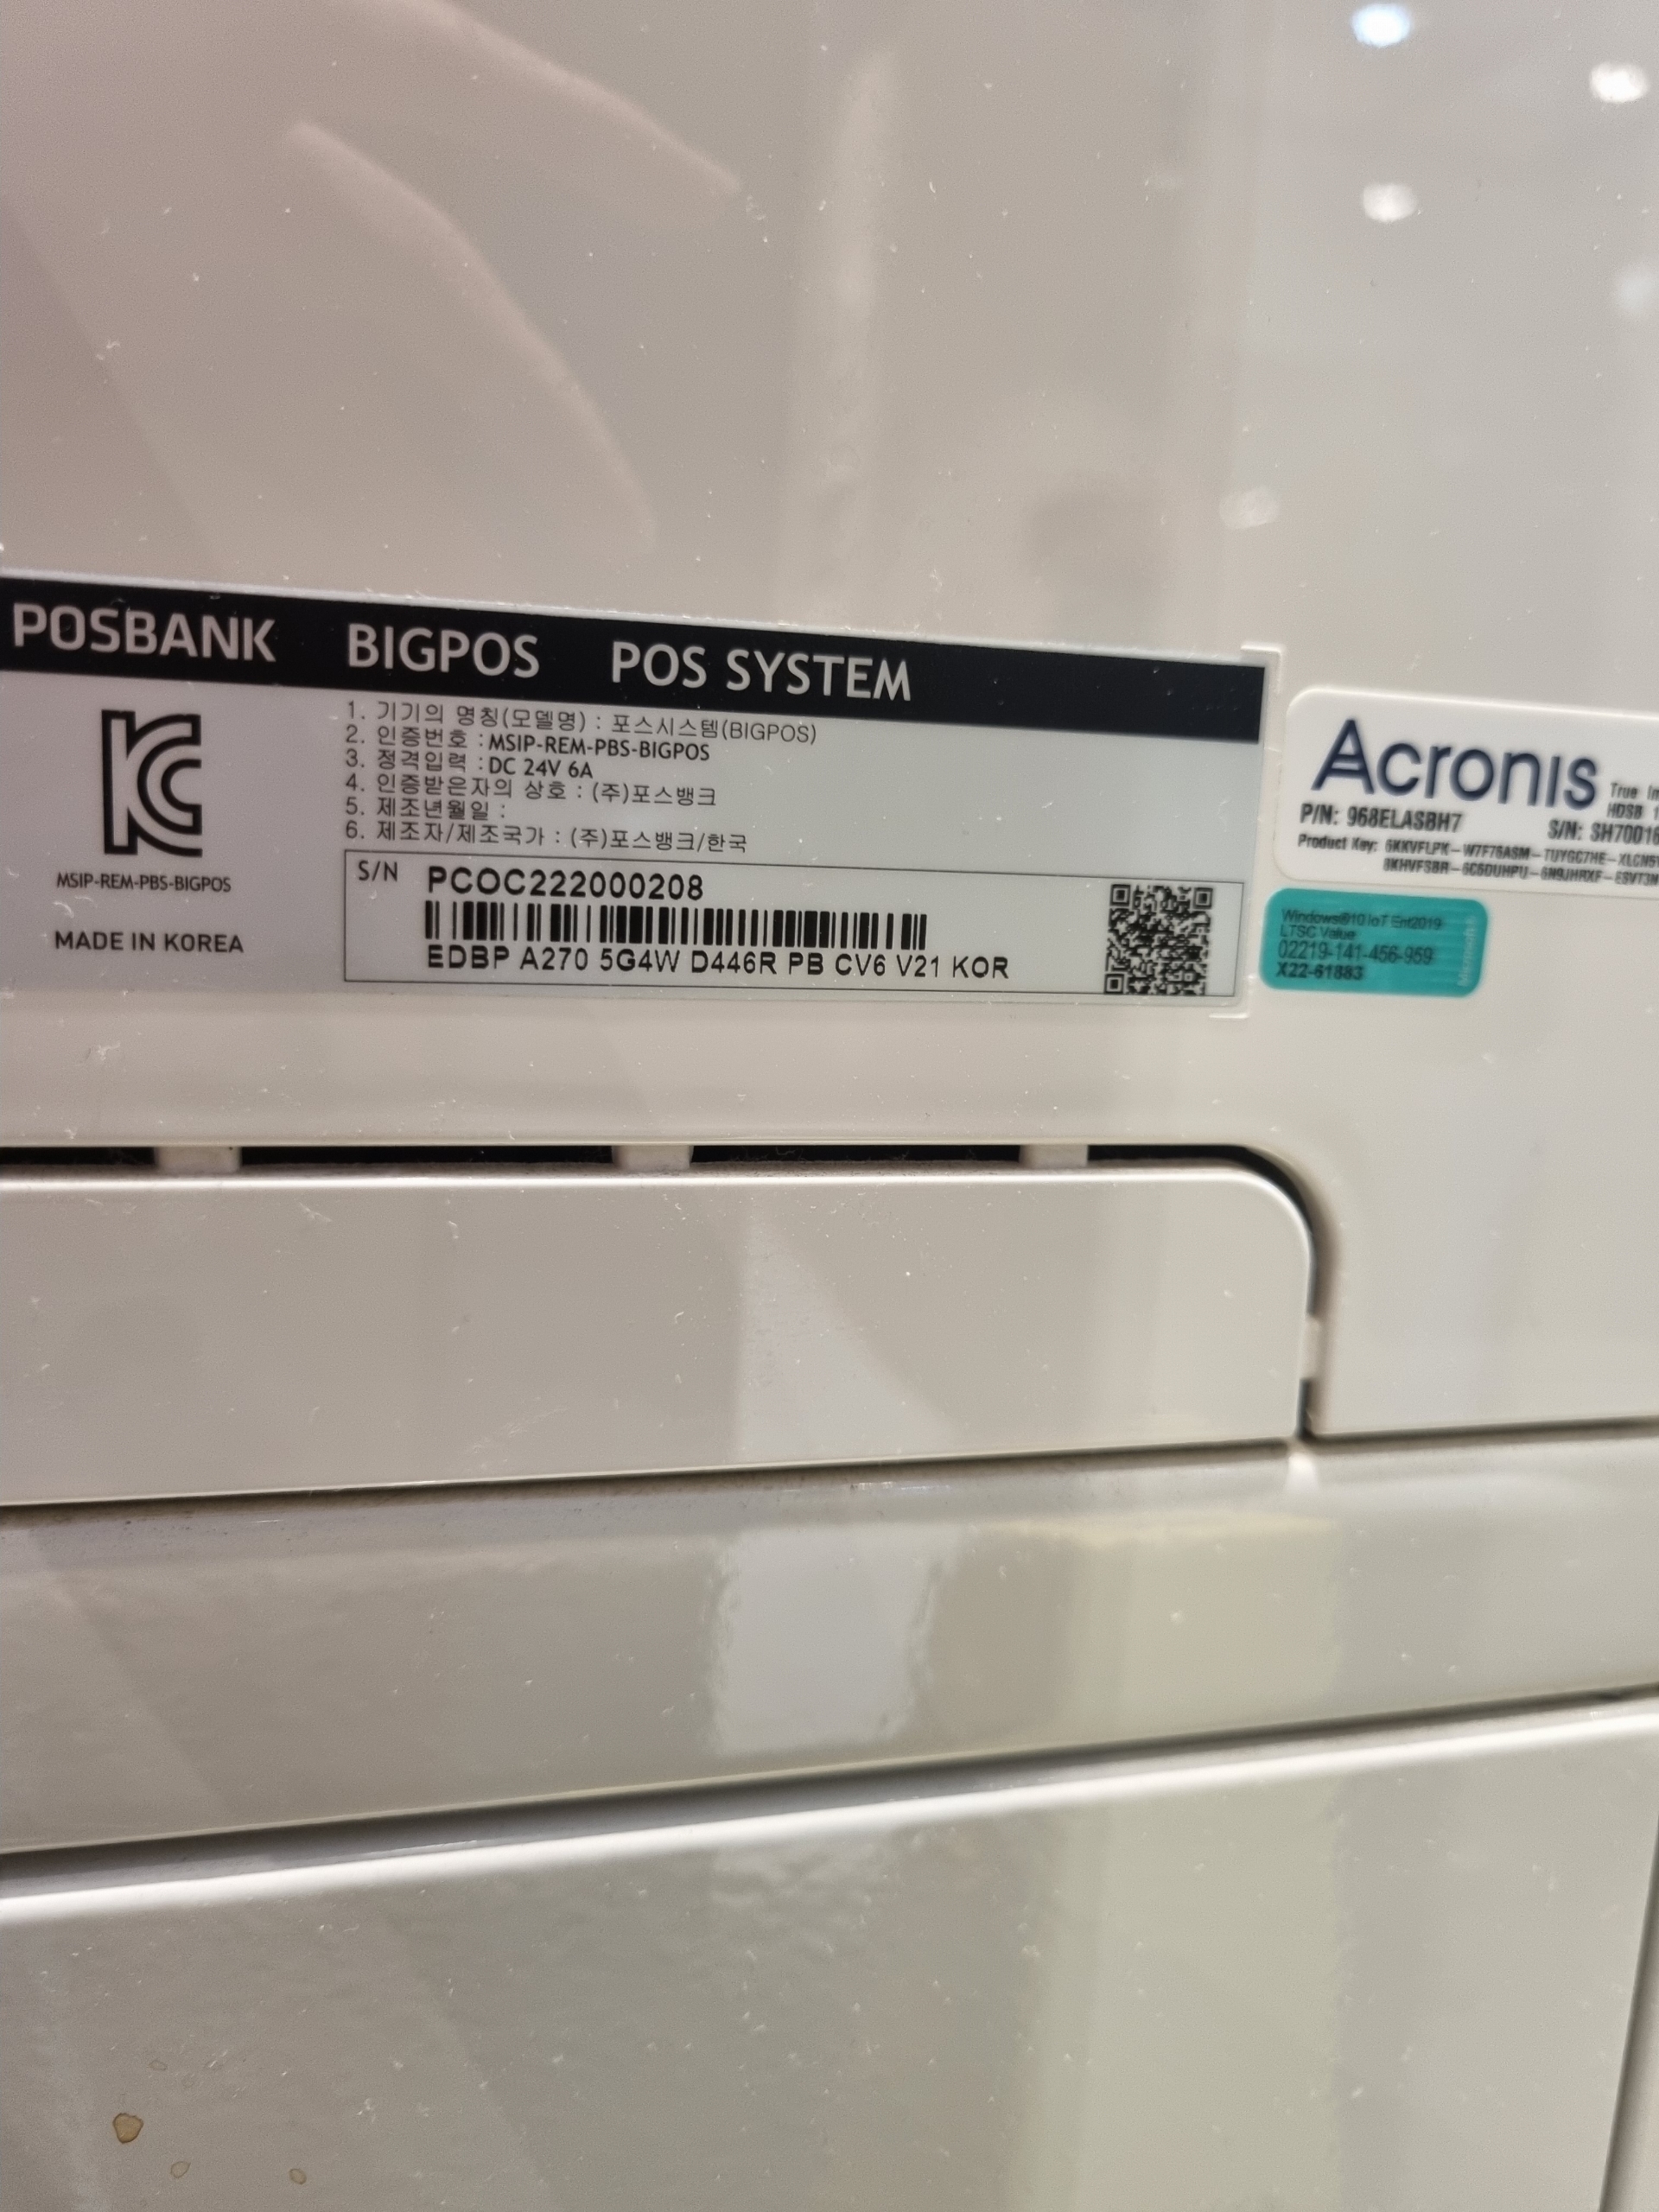 POSBANK BIGPOS POS SYSTEM
1. 기기의 명칭(모델명) : 포스시스템(BIGPOS)
2. 인증번호 : MSIP-REM-PBS-BIGPOS
3. 정격입력 : DC 24V 6A
4. 인증받은자의 상호 : (주)포스뱅크
5. 제조년월일 :
6. 제조자/제조국가 : (주)포스뱅크/한국
MSIP-REM-PBS-BIGPOS
MADE IN KOREA
S/N PCOC222000208
EDBP A270 5G4W D446R PB CV6 V21 KOR
Acronis True
HDSB
P/N: 968ELASBH7
S/N:
Product Key:
Windows®10 IoT Ent2019
LTSC Value
02219-141-456-959
X22-61883
Microsoft